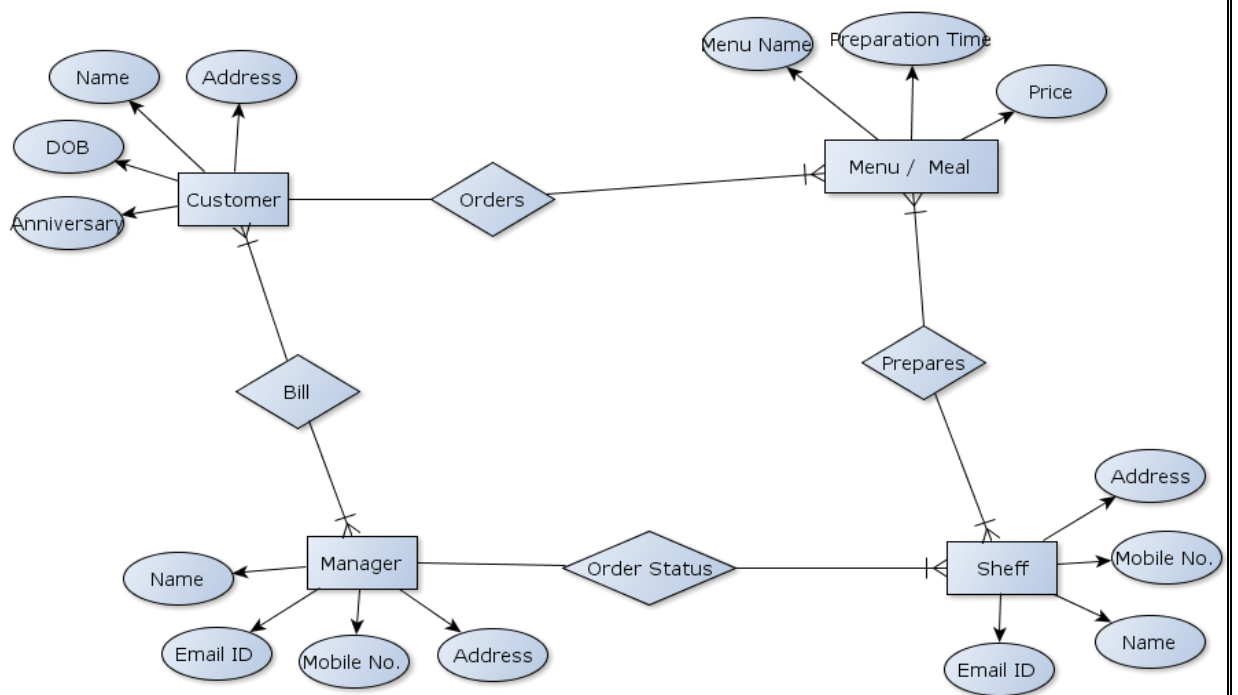 Menu Name
Preparation Time
Name
Address
Price
DOB
Menu /  Meal
Customer
Orders
Anniversary
Prepares
Bill
Address
Manager
Order Status
Sheff
Mobile No.
Name
Name
Email ID
Mobile No.
Address
Email ID